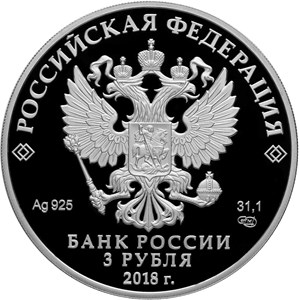 РОССИЙСКАЯ ФЕДЕРАЦИЯ
Ag 925
31,1
БАНК РОССИИ
3 РУБЛЯ
2018 г.